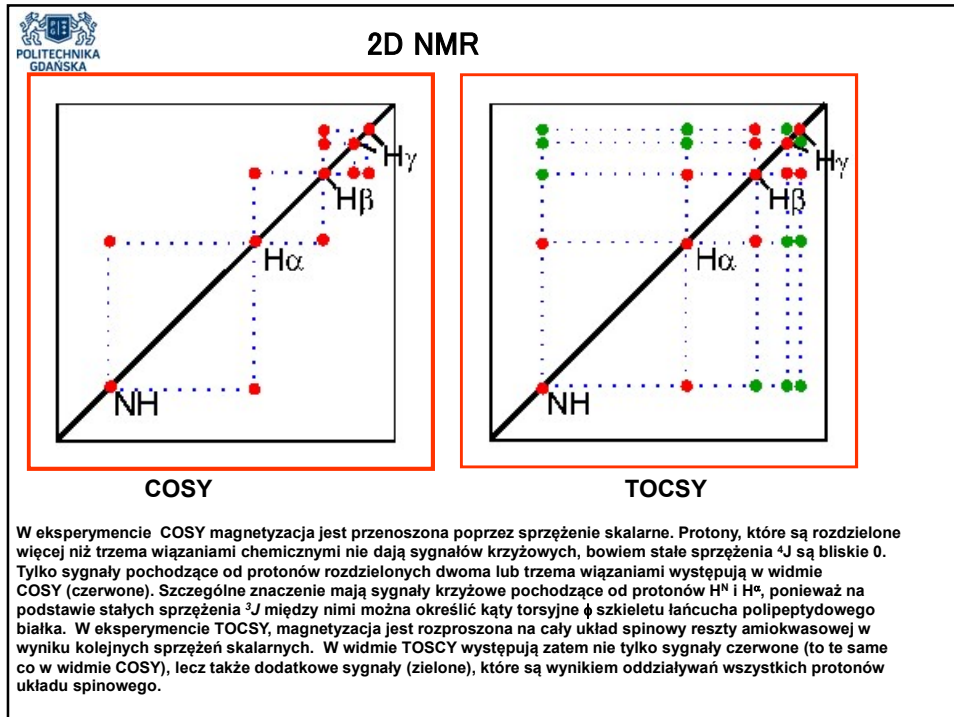 POLITECHNIKA
GDAŃSKA
2D NMR
Hγ
Hβ
Hα
NH
Hγ
Hβ
Hα
NH
COSY
TOCSY
W eksperymencie COSY magnetyzacja jest przenoszona poprzez sprzężenie skalarne. Protony, które są rozdzielone
więcej niż trzema wiązaniami chemicznymi nie dają sygnałów krzyżowych, bowiem stałe sprzężenia ⁴J są bliskie 0.
Tylko sygnały pochodzące od protonów rozdzielonych dwoma lub trzema wiązaniami występują w widmie
COSY (czerwone). Szczególne znaczenie mają sygnały krzyżowe pochodzące od protonów Hᴺ i Hᵅ, ponieważ na
podstawie stałych sprzężenia ³J między nimi można określić kąty torsyjne ϕ szkieletu łańcucha polipeptydowego
białka. W eksperymencie TOCSY, magnetyzacja jest rozproszona na cały układ spinowy reszty amiokwasowej w
wyniku kolejnych sprzężeń skalarnych. W widmie TOSCY występują zatem nie tylko sygnały czerwone (to te same
co w widmie COSY), lecz także dodatkowe sygnały (zielone), które są wynikiem oddziaływań wszystkich protonów
układu spinowego.